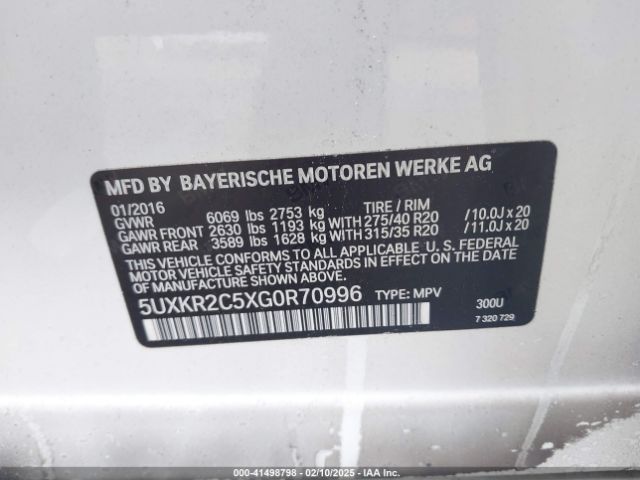 MFD BY BAYERISCHE MOTOREN WERKE AG
01/2016 TIRE / RIM
GVWR 6069 lbs 2753 kg
GAWR FRONT 2630 lbs 1193 kg WITH 275/40 R20 /10.0J x 20
GAWR REAR 3589 lbs 1628 kg WITH 315/35 R20 /11.0J x 20
THIS VEHICLE CONFORMS TO ALL APPLICABLE U. S. FEDERAL
MOTOR VEHICLE SAFETY STANDARDS IN EFFECT ON THE
DATE OF MANUFACTURE SHOWN ABOVE.
5UXKR2C5XG0R70996 TYPE: MPV 300U
7 320 729
000-41498798 - 02/10/2025 - IAA Inc.